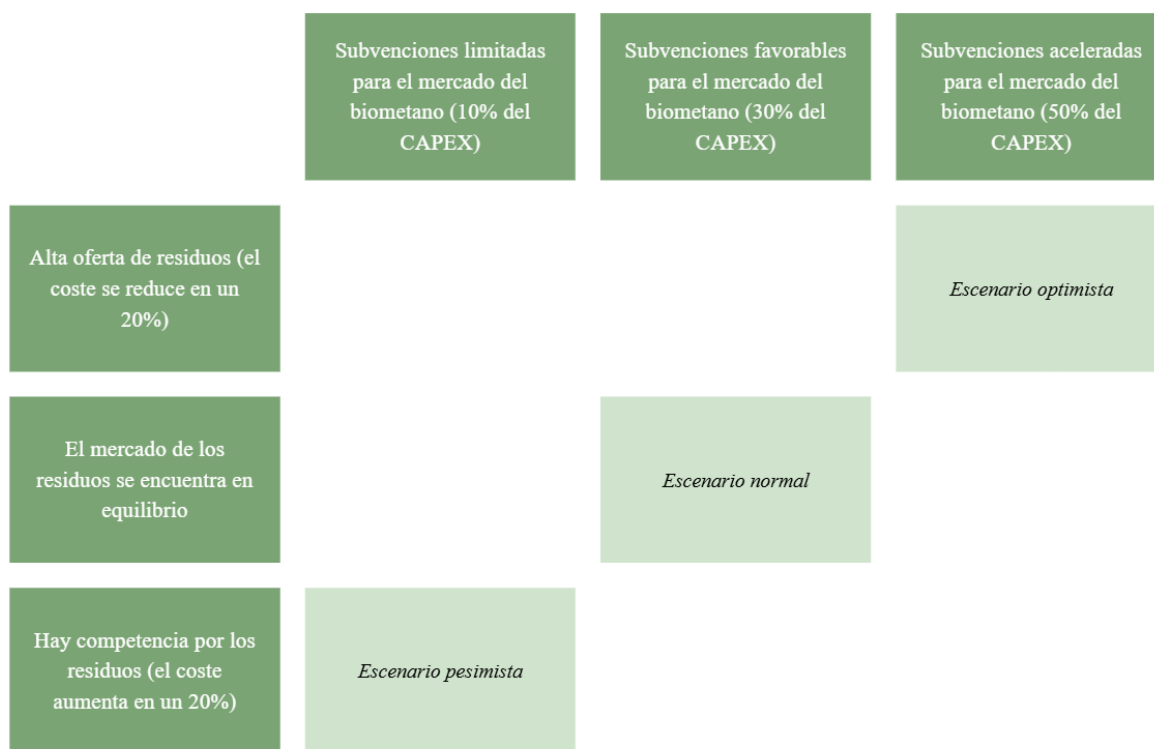 Subvenciones limitadas
para el mercado del
biometano (10% del
CAPEX)
Subvenciones favorables
para el mercado del
biometano (30% del
CAPEX)
Subvenciones aceleradas
para el mercado del
biometano (50% del
CAPEX)
Alta oferta de residuos (el
coste se reduce en un
20%)
Escenario optimista
El mercado de los
residuos se encuentra en
equilibrio
Escenario normal
Hay competencia por los
residuos (el coste
aumenta en un 20%)
Escenario pesimista